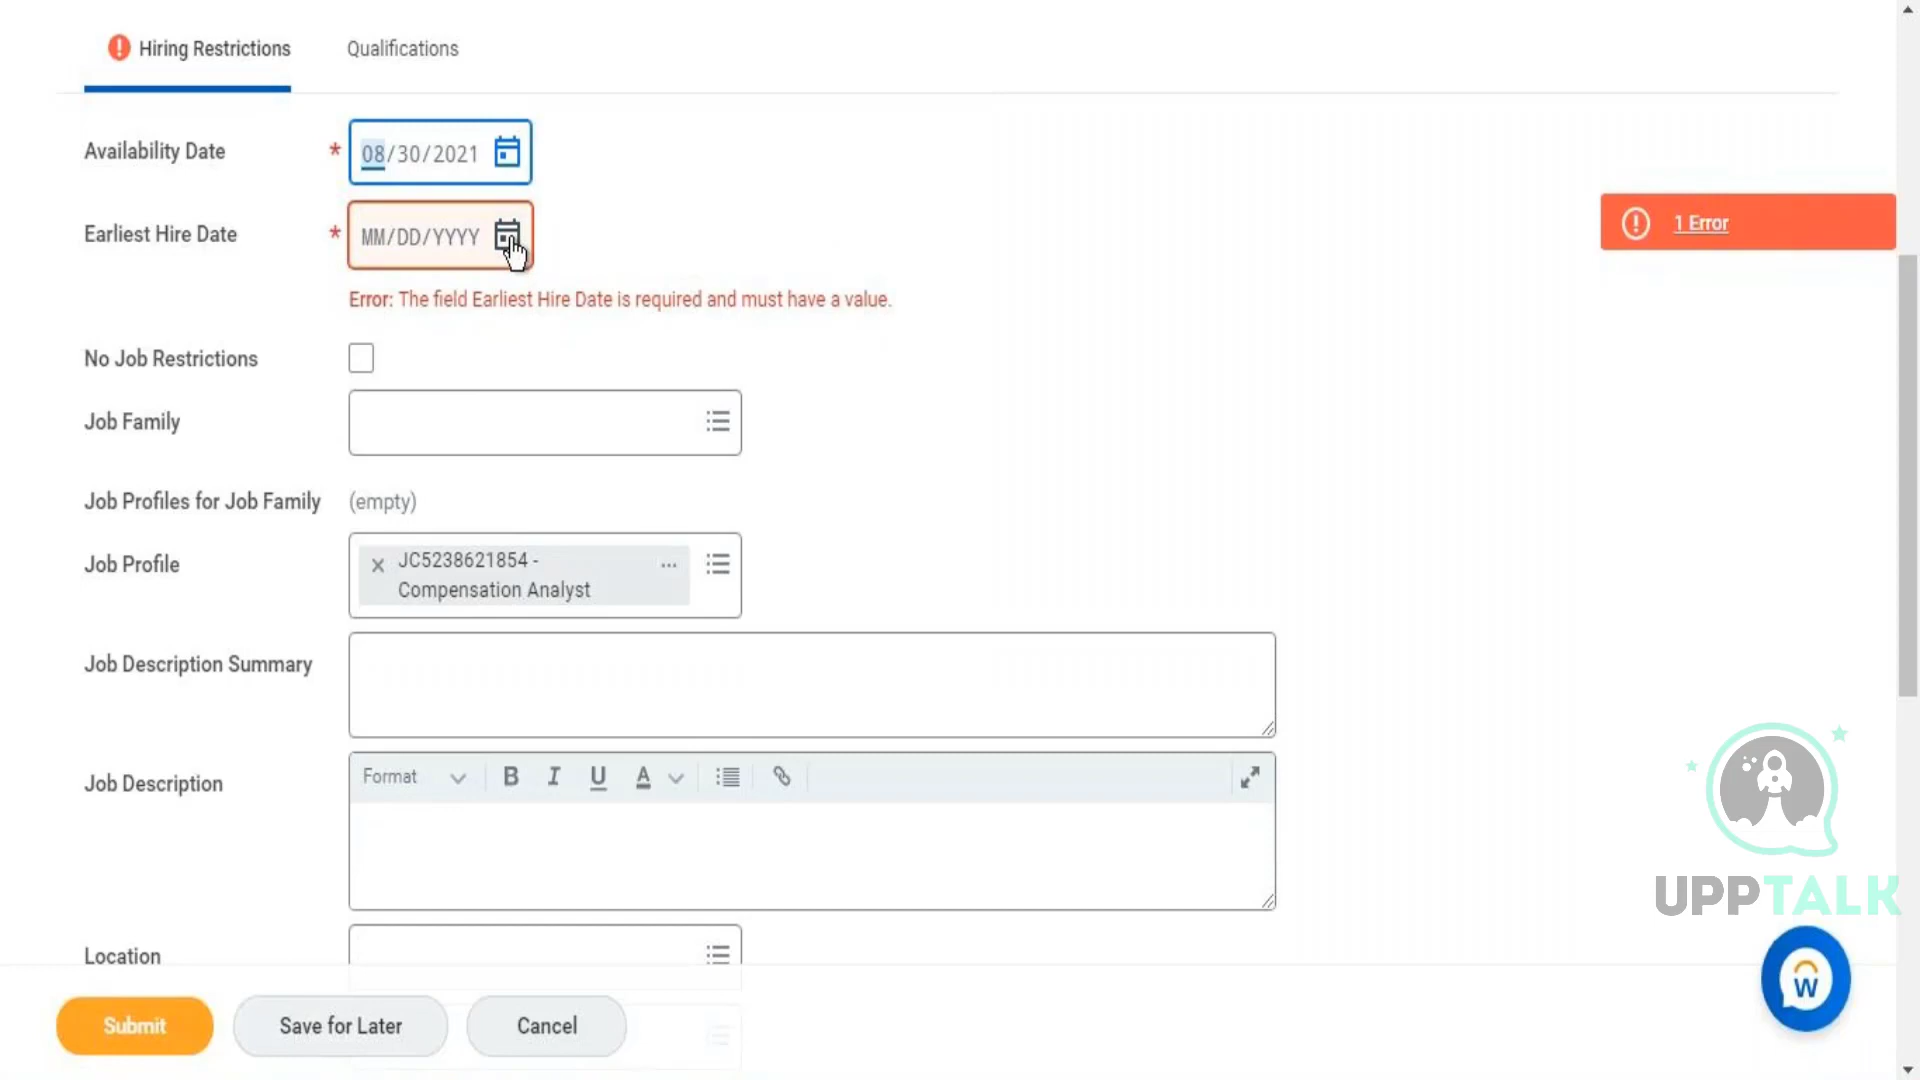 Hiring Restrictions
Qualifications
Availability Date
* 08/30/2021
Earliest Hire Date
* MM/DD/YYYY
1 Error
Error: The field Earliest Hire Date is required and must have a value.
No Job Restrictions
Job Family
Job Profiles for Job Family (empty)
Job Profile
JC5238621854 -
Compensation Analyst
Job Description Summary
Job Description
Format B I U A
UPPTALK
Location
W
Submit
Save for Later
Cancel